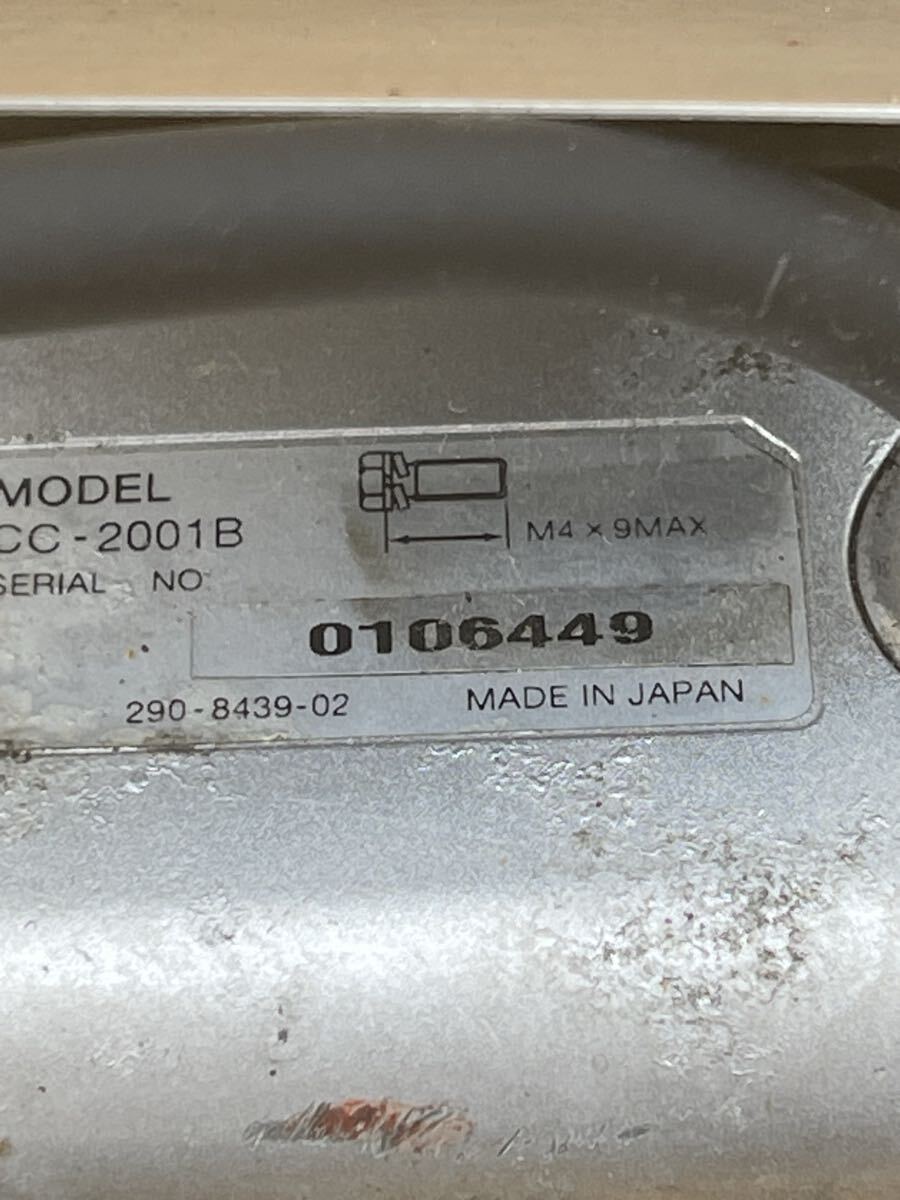 MODEL
CC-2001B
M4 × 9MAX
SERIAL NO
0106449
290-8439-02 MADE IN JAPAN